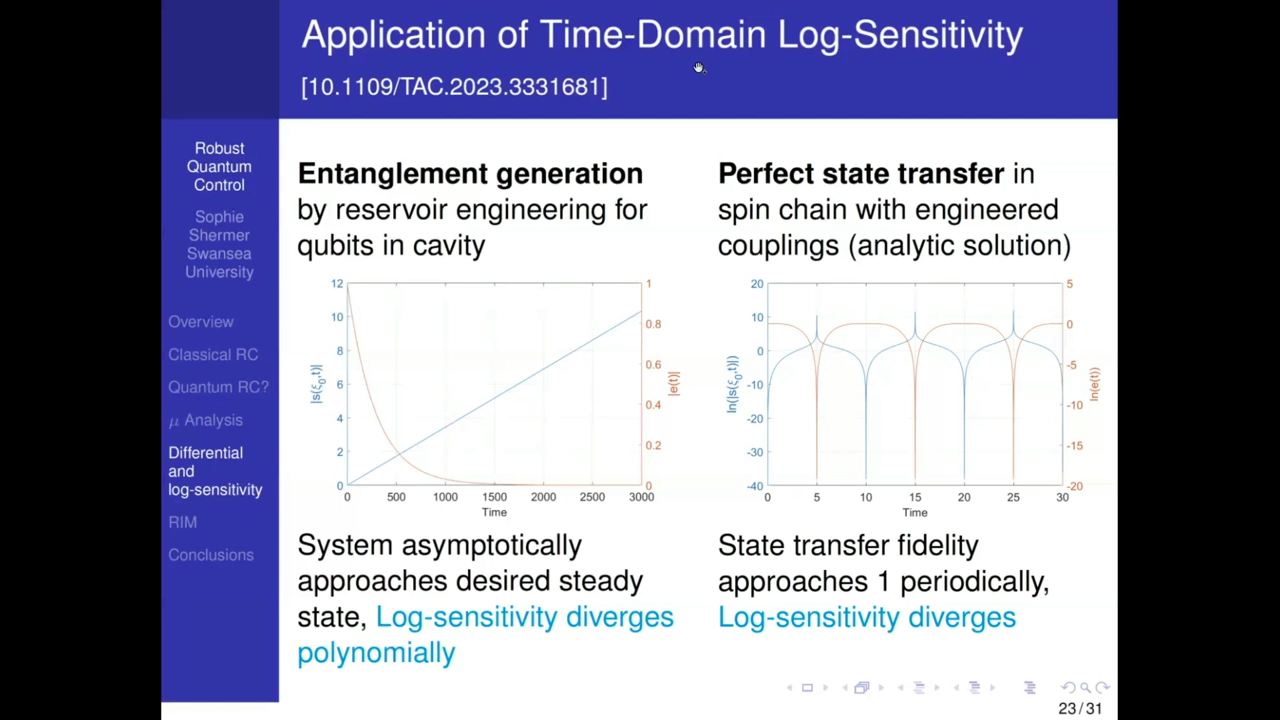 Application of Time-Domain Log-Sensitivity
[10.1109/TAC.2023.3331681]
Robust
Quantum
Control
Sophie
Shermer
Swansea
University
Overview
Classical RC
Quantum RC?
μ Analysis
Differential
and
log-sensitivity
RIM
Conclusions
Entanglement generation
by reservoir engineering for
qubits in cavity
12
10
8
6
4
2
0
|s(ξ0,t)|
1
0.8
0.6
0.4
0.2
0
|e(t)|
0 500 1000 1500 2000 2500 3000
Time
System asymptotically
approaches desired steady
state, Log-sensitivity diverges
polynomially
Perfect state transfer in
spin chain with engineered
couplings (analytic solution)
20
10
0
-10
-20
-30
-40
ln(|s(ξ0,t)|)
5
0
-5
-10
-15
-20
ln(e(t))
0 5 10 15 20 25 30
Time
State transfer fidelity
approaches 1 periodically,
Log-sensitivity diverges
23/31